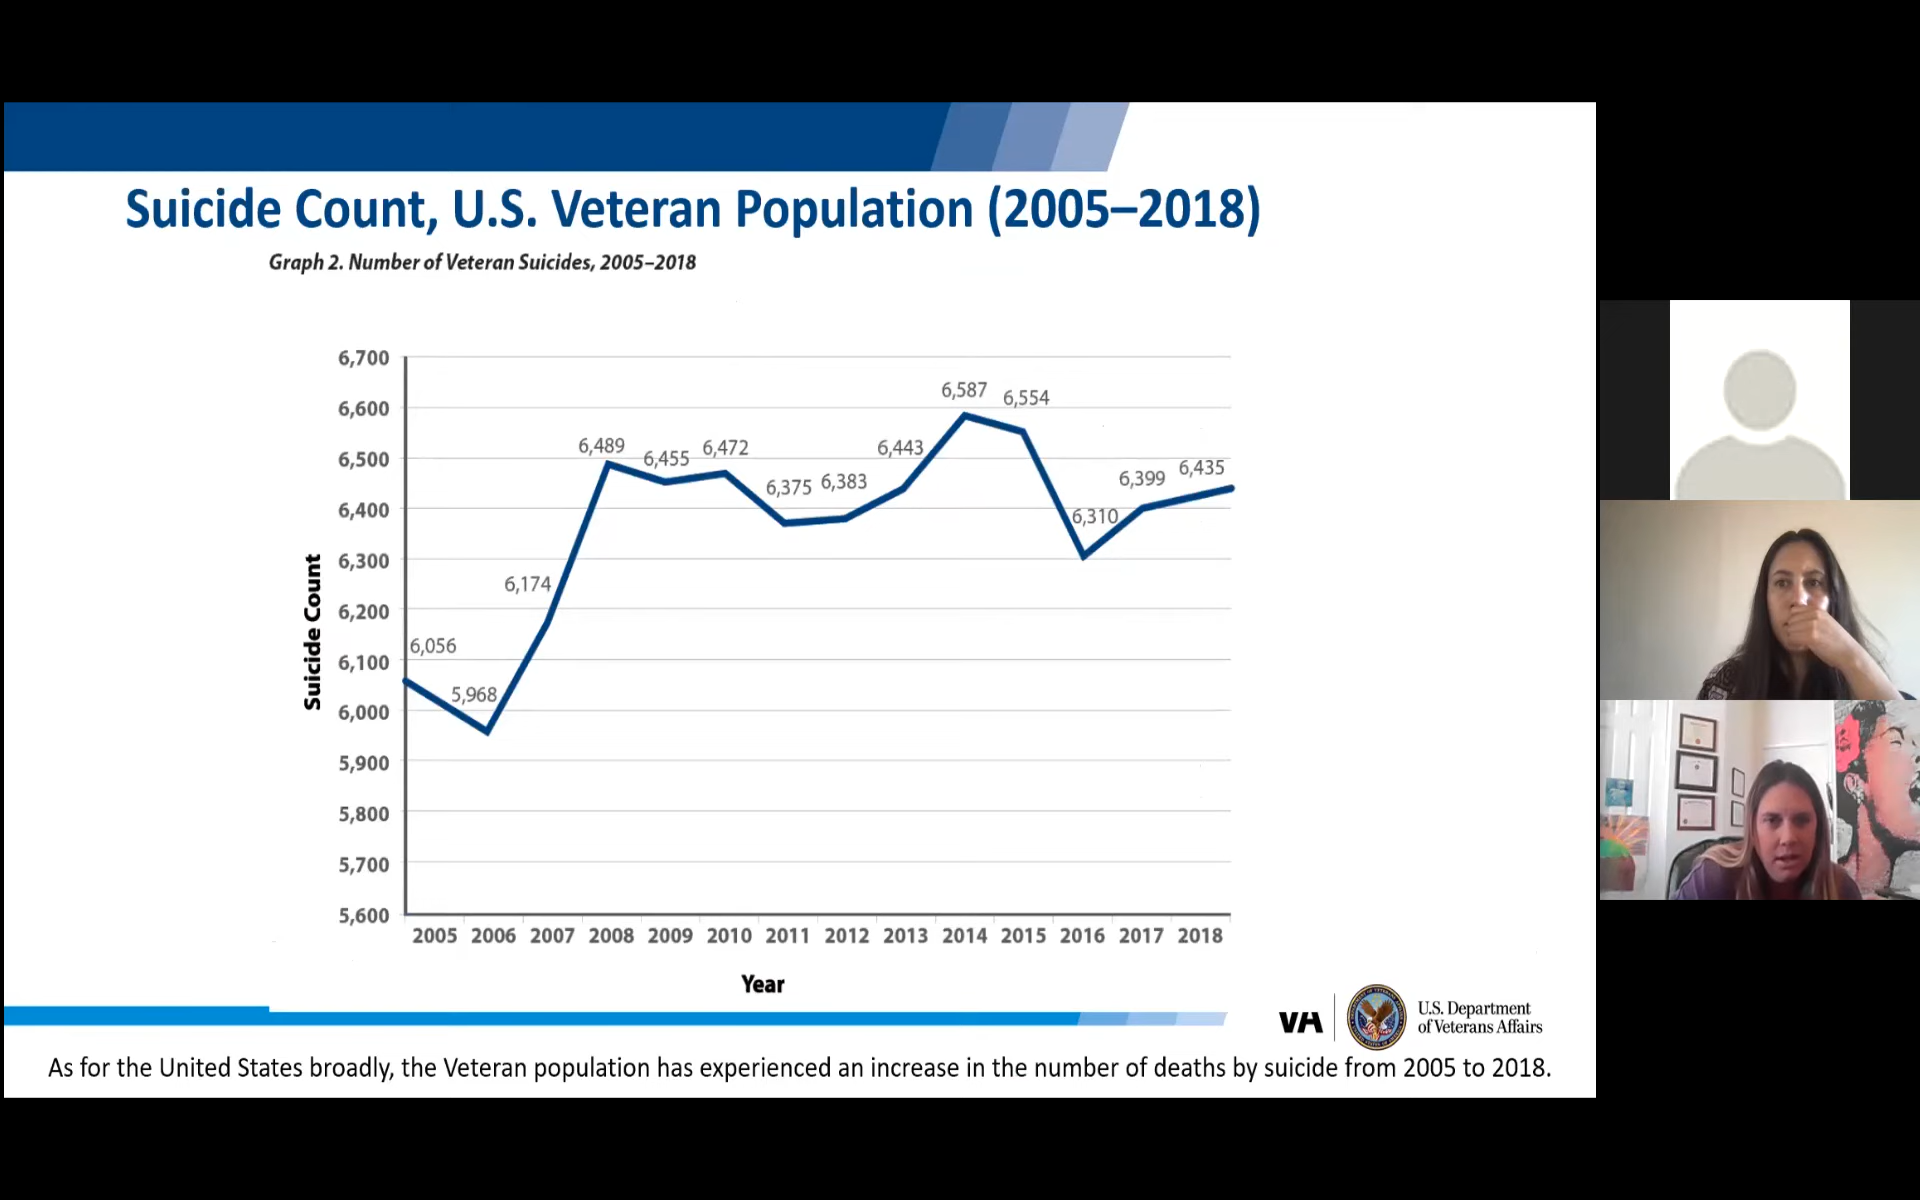 Suicide Count, U.S. Veteran Population (2005–2018)
Graph 2. Number of Veteran Suicides, 2005–2018
6,700
6,600
6,500
6,400
6,300
6,200
6,100
6,000
5,900
5,800
5,700
5,600
Suicide Count
6,056
5,968
6,174
6,489
6,455
6,472
6,375
6,383
6,443
6,587
6,554
6,310
6,399
6,435
2005 2006 2007 2008 2009 2010 2011 2012 2013 2014 2015 2016 2017 2018
Year
VA
U.S. Department
of Veterans Affairs
As for the United States broadly, the Veteran population has experienced an increase in the number of deaths by suicide from 2005 to 2018.